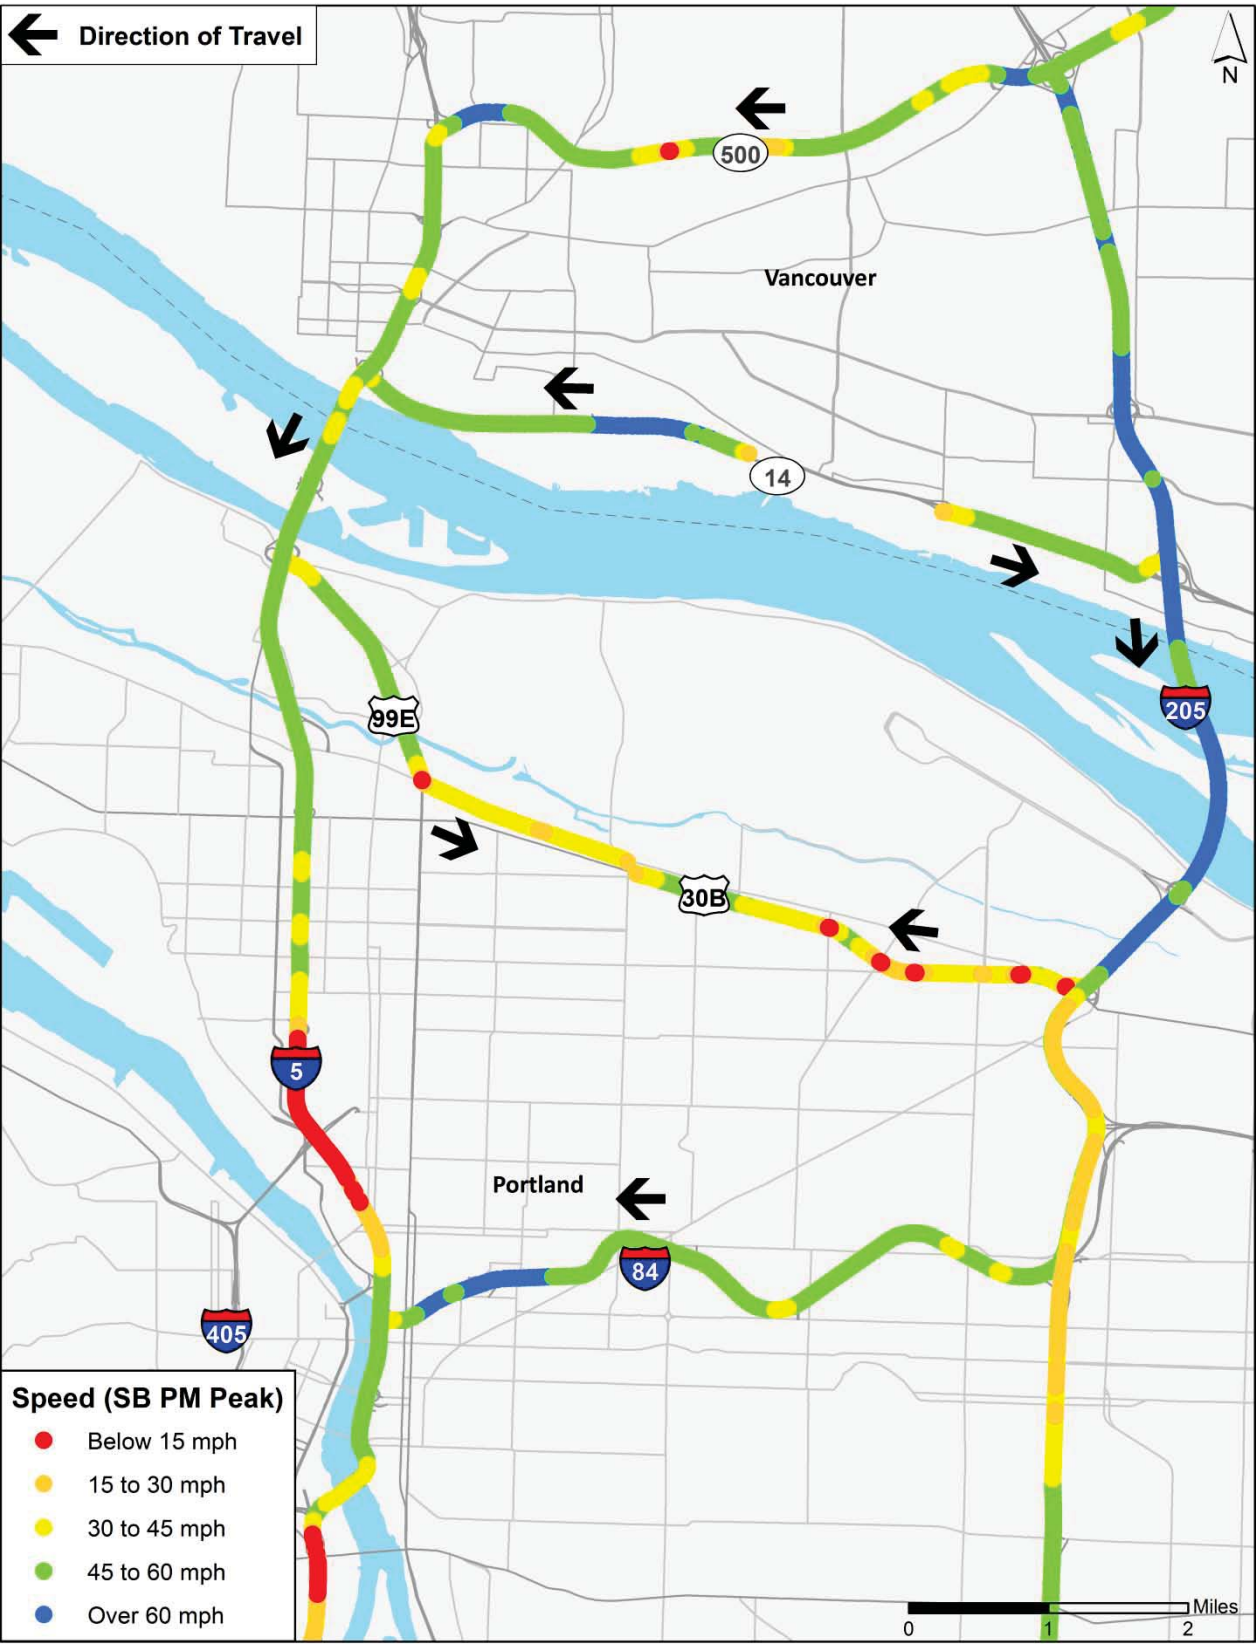 Direction of Travel
N
500
Vancouver
14
205
99E
30B
5
Portland
84
405
Speed (SB PM Peak)
Below 15 mph
15 to 30 mph
30 to 45 mph
45 to 60 mph
Over 60 mph
Miles
0 1 2